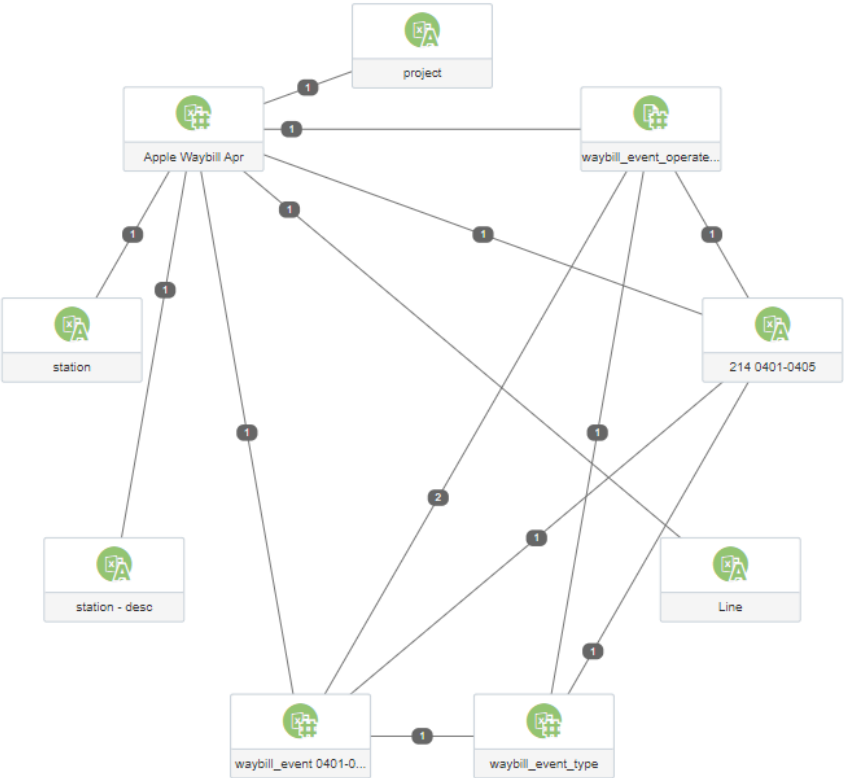 project
1
Apple Waybill Apr
1
waybill_event_operate...
1
1
1
1
1
station
214 0401-0405
1
1
2
1
station - desc
Line
1
waybill_event 0401-0...
1
waybill_event_type